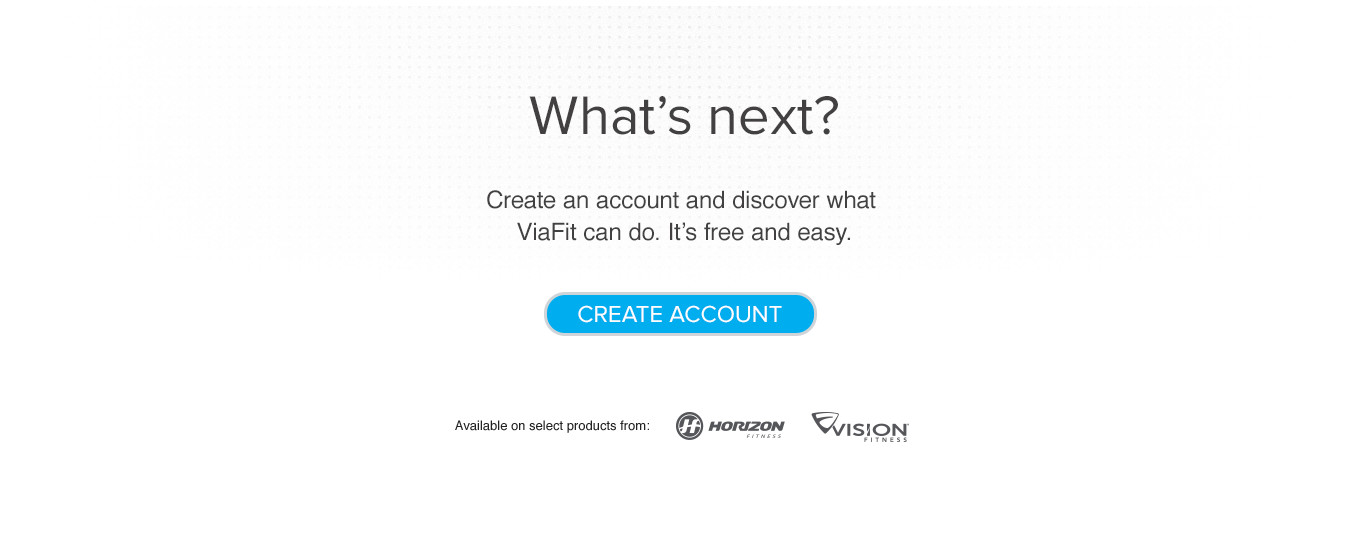 What’s next?
Create an account and discover what
ViaFit can do. It’s free and easy.
CREATE ACCOUNT
Available on select products from:
HORIZON
FITNESS
VISION
FITNESS